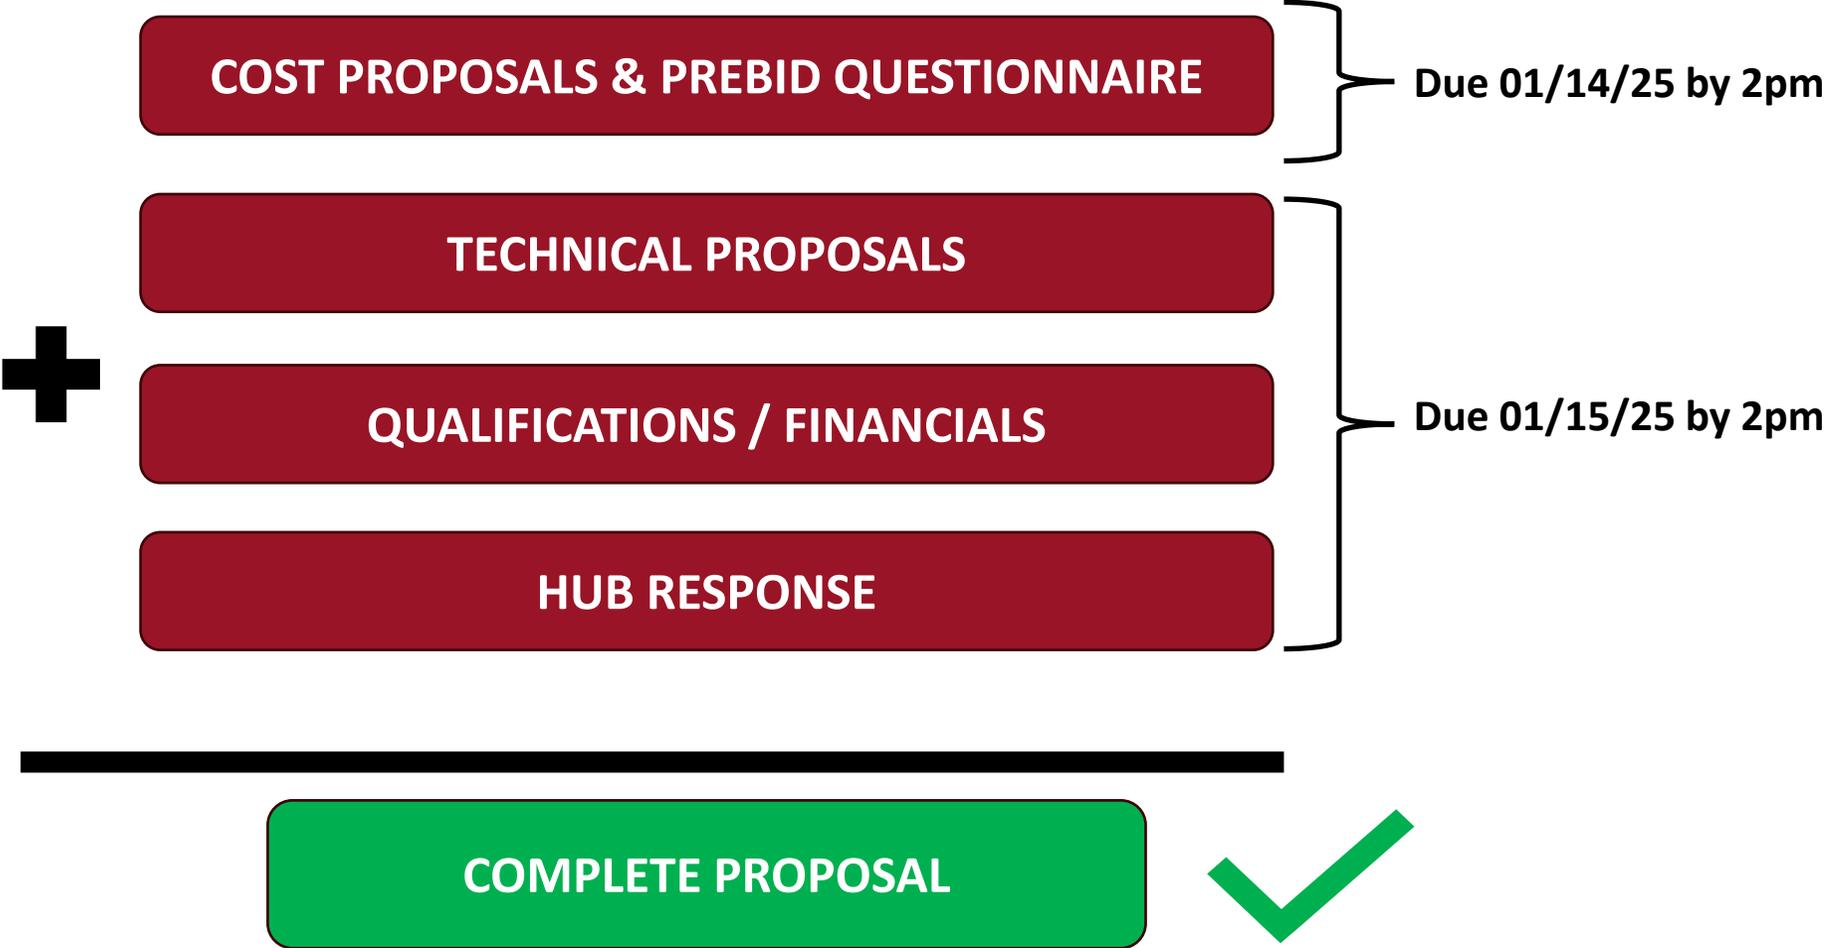 COST PROPOSALS & PREBID QUESTIONNAIRE
Due 01/14/25 by 2pm
TECHNICAL PROPOSALS
QUALIFICATIONS / FINANCIALS
Due 01/15/25 by 2pm
HUB RESPONSE
COMPLETE PROPOSAL